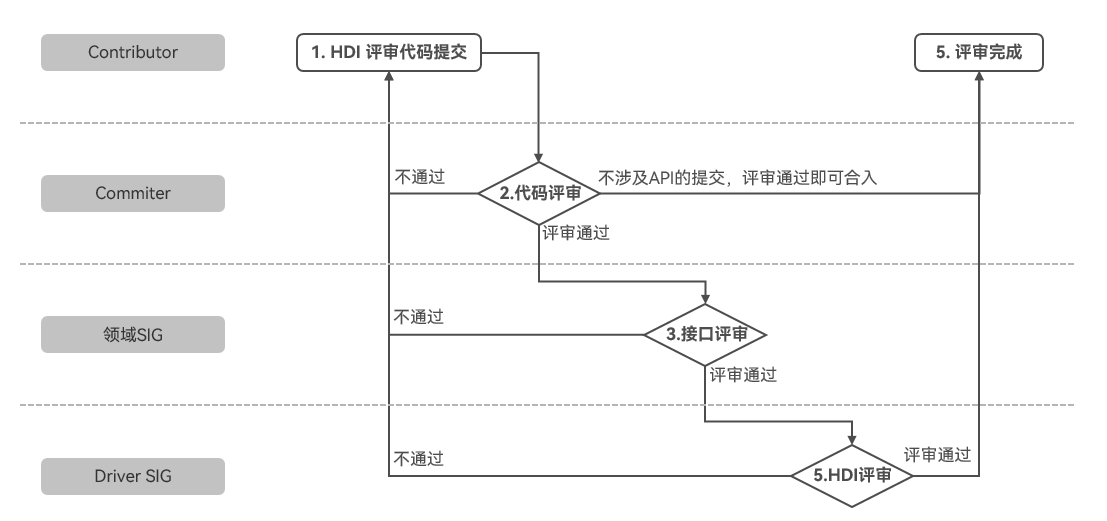 Contributor
1. HDI 评审代码提交
5. 评审完成
Commiter
不通过
2.代码评审
不涉及API的提交，评审通过即可合入
评审通过
领域SIG
不通过
3.接口评审
评审通过
Driver SIG
不通过
5.HDI评审
评审通过